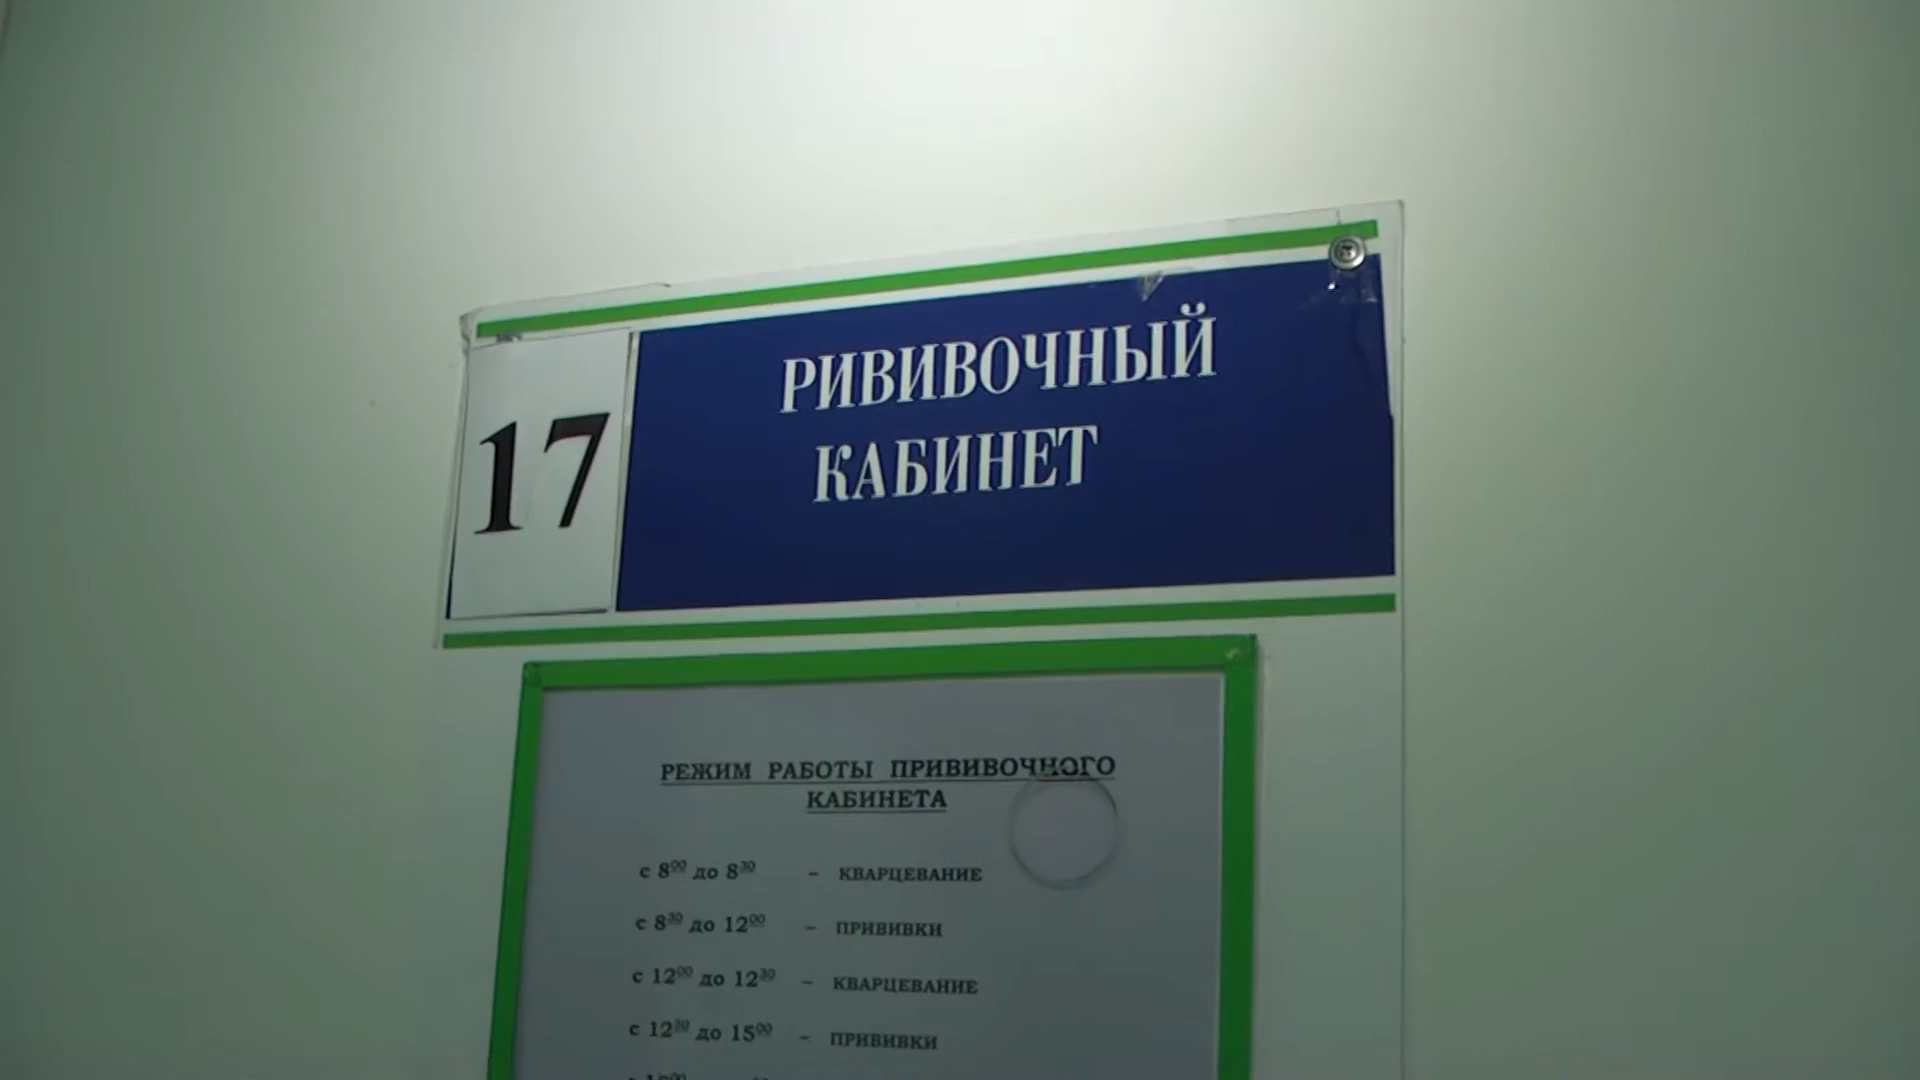 17
РИВИВОЧНЫЙ
КАБИНЕТ
РЕЖИМ РАБОТЫ ПРИВИВОЧНОГО
КАБИНЕТА
с 8⁰⁰ до 8³⁰ – КВАРЦЕВАНИЕ
с 8³⁰ до 12⁰⁰ – ПРИВИВКИ
с 12⁰⁰ до 12³⁰ – КВАРЦЕВАНИЕ
с 12³⁰ до 15⁰⁰ – ПРИВИВКИ